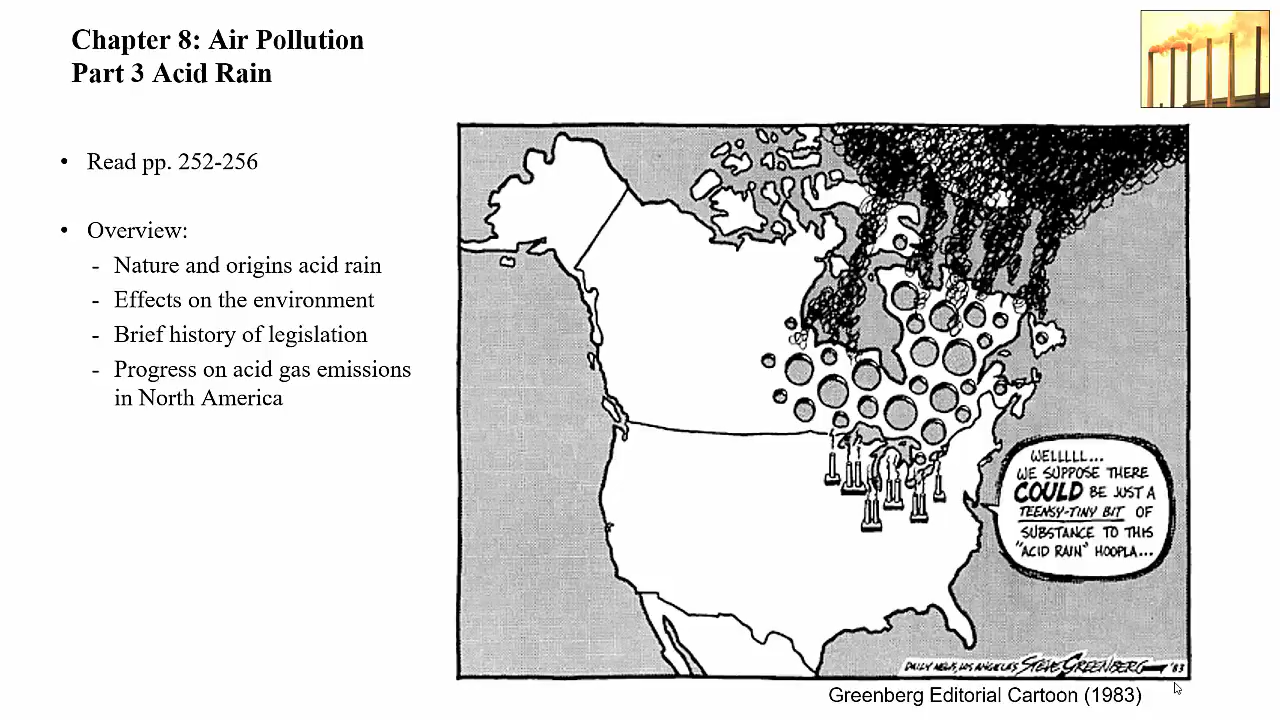 Chapter 8: Air Pollution
Part 3 Acid Rain
• Read pp. 252-256
• Overview:
- Nature and origins acid rain
- Effects on the environment
- Brief history of legislation
- Progress on acid gas emissions
in North America
WELLLLL...
WE SUPPOSE THERE
COULD BE JUST A
TEENSY-TINY BIT OF
SUBSTANCE TO THIS
"ACID RAIN" HOOPLA...
DAILY NEWS, LOS ANGELES STEVE GREENBERG '83
Greenberg Editorial Cartoon (1983)